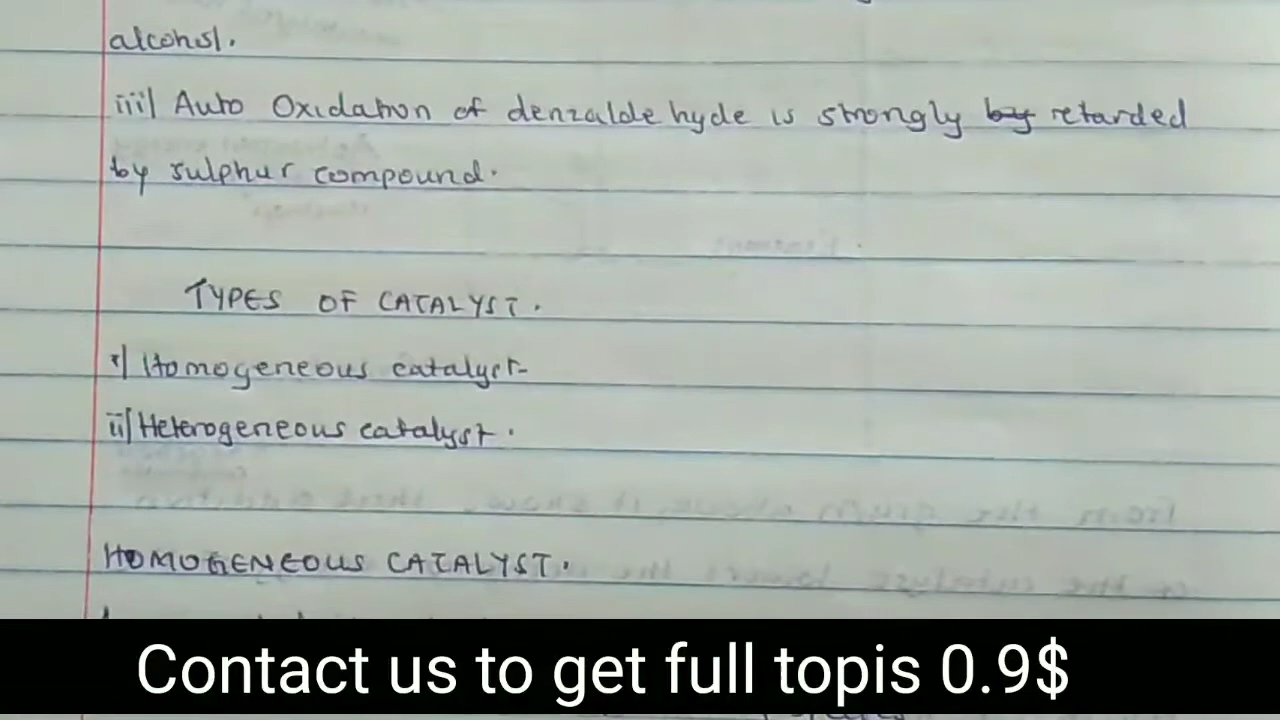 alcohol.
iii| Auto Oxidation of denzaldehyde is strongly by retarded
by sulphur compound.
TYPES OF CATALYST.
i| Homogeneous catalyst-
ii| Heterogeneous catalyst.
HOMOGENEOUS CATALYST.
Contact us to get full topis 0.9$